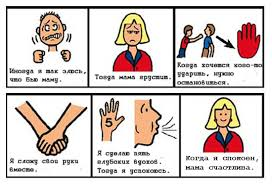 Иногда я так злюсь,
что бью маму.
Тогда мама грустит.
Когда хочется кого-то
ударить, нужно
остановиться.
Я сложу свои руки
вместе.
5
Я сделаю пять
глубоких вдохов.
Тогда я успокоюсь.
Когда я спокоен,
мама счастлива.